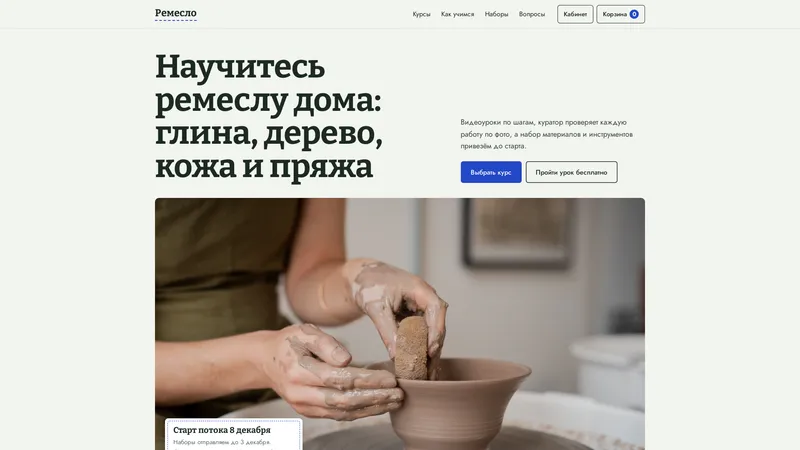 Ремесло
Курсы
Как учимся
Наборы
Вопросы
Кабинет
Корзина 0
Научитесь
ремеслу дома:
глина, дерево,
кожа и пряжа
Видеоуроки по шагам, куратор проверяет каждую
работу по фото, а набор материалов и инструментов
привезём до старта.
Выбрать курс
Пройти урок бесплатно
Старт потока 8 декабря
Наборы отправляем до 3 декабря.